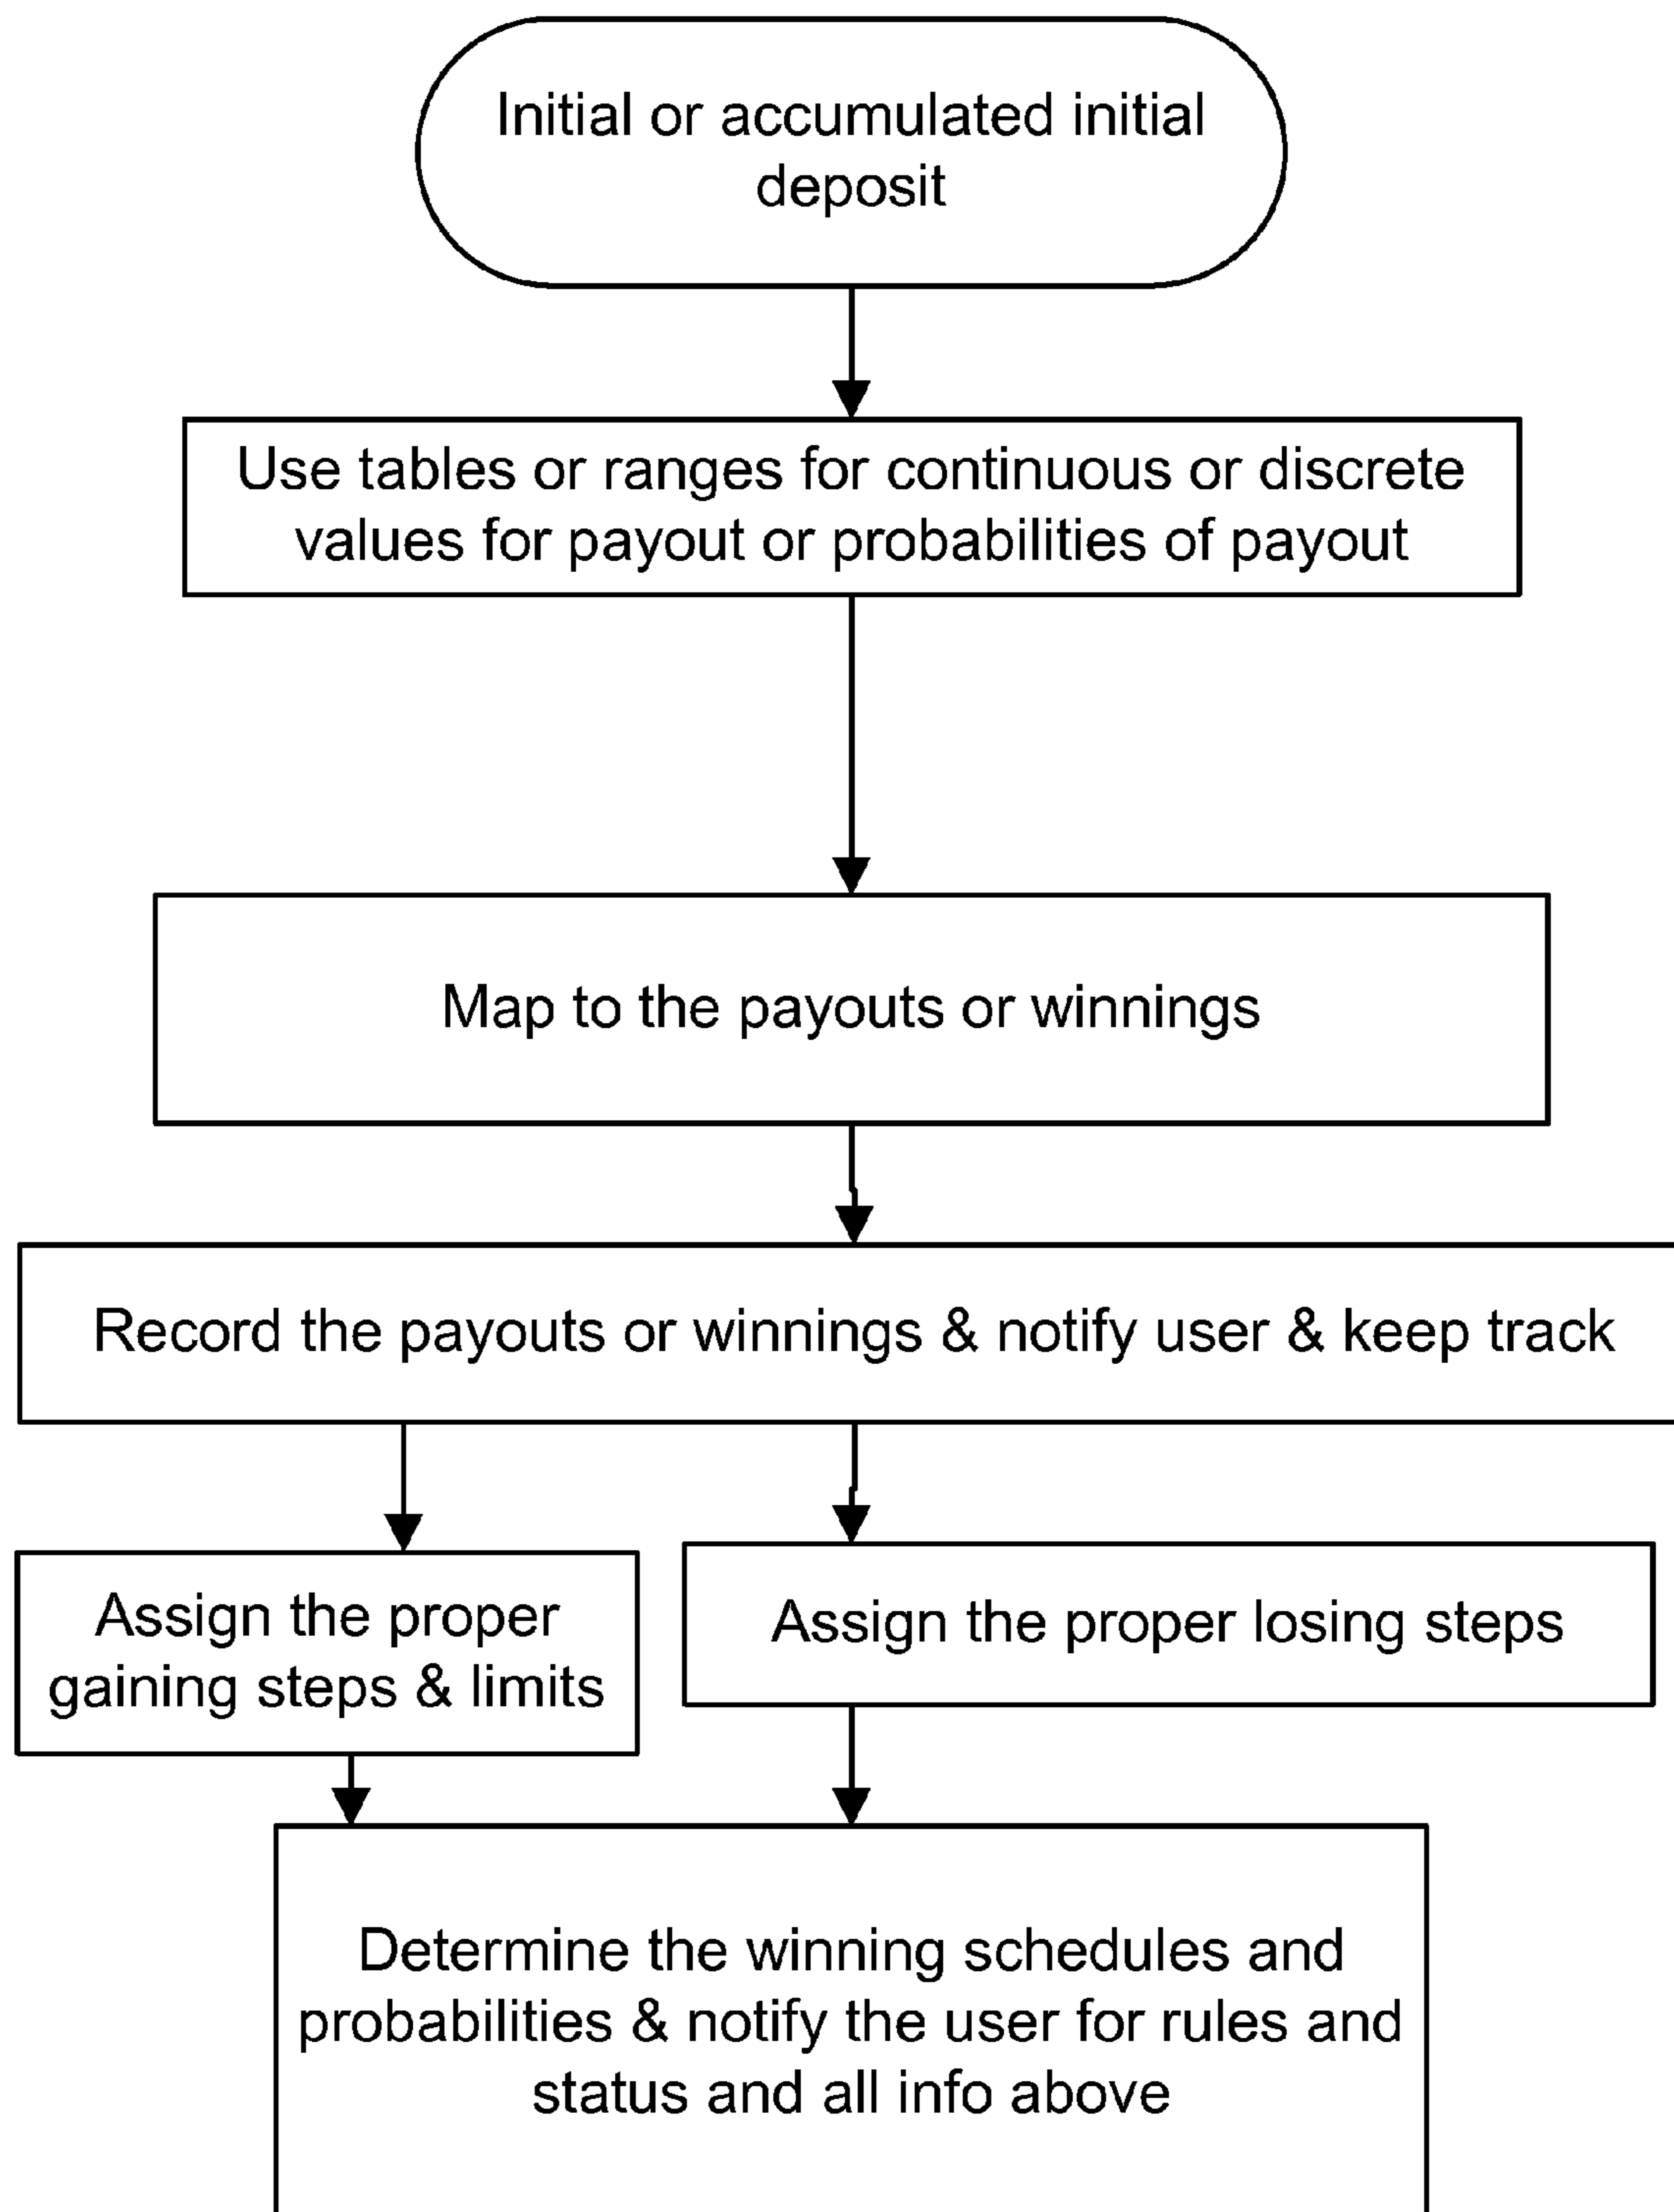 Initial or accumulated initial
deposit
Use tables or ranges for continuous or discrete
values for payout or probabilities of payout
Map to the payouts or winnings
Record the payouts or winnings & notify user & keep track
Assign the proper
gaining steps & limits
Assign the proper losing steps
Determine the winning schedules and
probabilities & notify the user for rules and
status and all info above